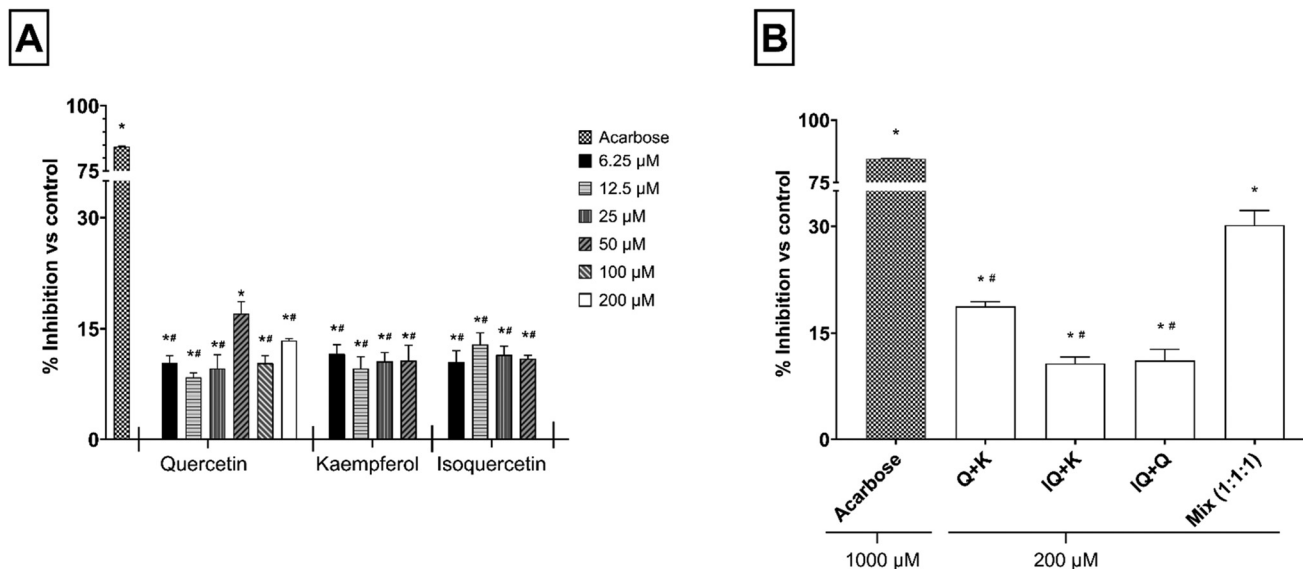 A
% Inhibition vs control
100
75
30
15
0
*
*#
*#
*#
*
*#
*#
*#
*#
*#
*#
*#
*#
*#
*#
Quercetin
Kaempferol
Isoquercetin
Acarbose
6.25 µM
12.5 µM
25 µM
50 µM
100 µM
200 µM
B
% Inhibition vs control
100
75
30
15
0
*
* #
* #
* #
*
Acarbose
Q+K
IQ+K
IQ+Q
Mix (1:1:1)
1000 µM
200 µM